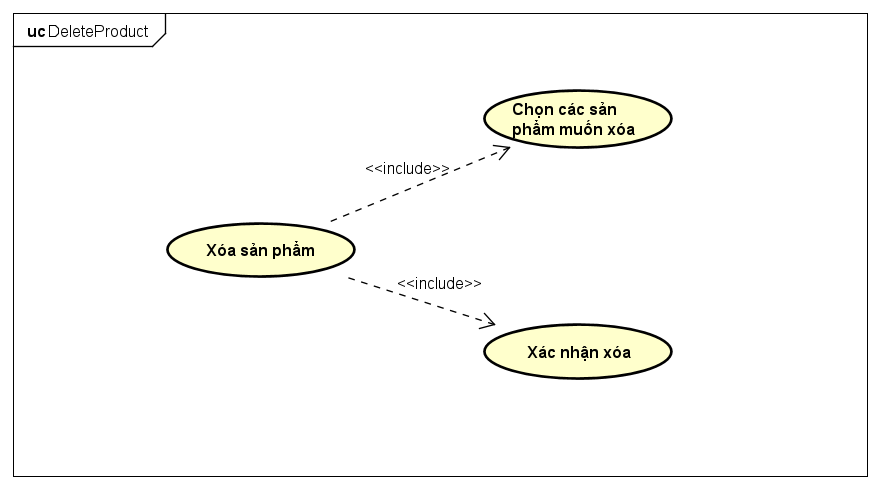 uc DeleteProduct
Chọn các sản
phẩm muốn xóa
<<include>>
Xóa sản phẩm
<<include>>
Xác nhận xóa